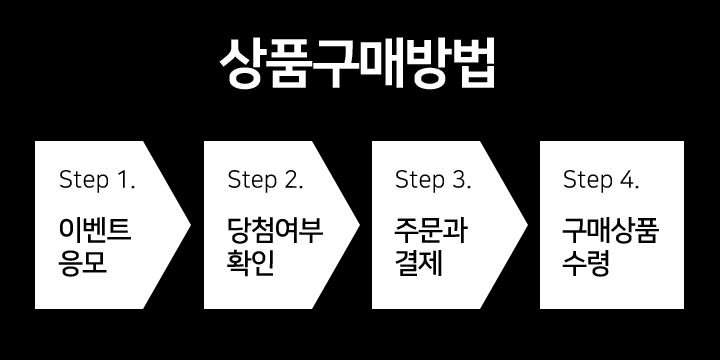 상품구매방법
Step 1.
이벤트
응모
Step 2.
당첨여부
확인
Step 3.
주문과
결제
Step 4.
구매상품
수령